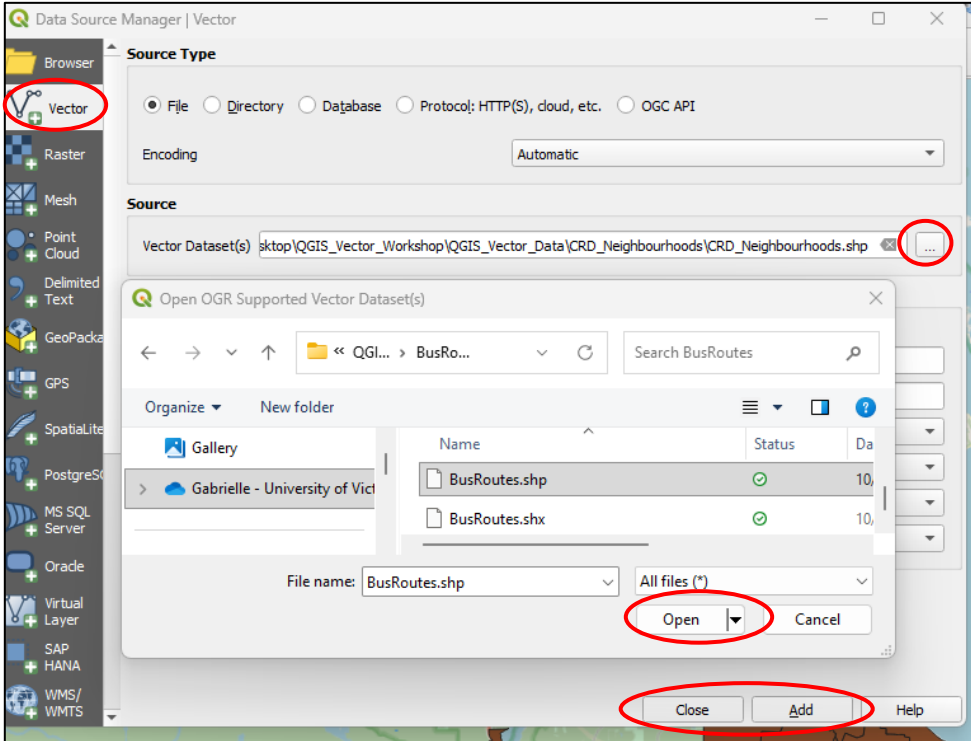 Data Source Manager | Vector
Browser
Vector
Raster
Mesh
Point
Cloud
Delimited
Text
GeoPacka
GPS
SpatiaLite
PostgreS
MS SQL
Server
Oracle
Virtual
Layer
SAP
HANA
WMS/
WMTS
Source Type
File Directory Database Protocol: HTTP(S), cloud, etc. OGC API
Encoding Automatic
Source
Vector Dataset(s) sktop\QGIS_Vector_Workshop\QGIS_Vector_Data\CRD_Neighbourhoods\CRD_Neighbourhoods.shp ...
Open OGR Supported Vector Dataset(s)
« QGI... > BusRo... Search BusRoutes
Organize New folder ?
Gallery
Gabrielle - University of Vict
Name Status Da
BusRoutes.shp 10/
BusRoutes.shx 10/
File name: BusRoutes.shp All files (*)
Open Cancel
Close Add Help